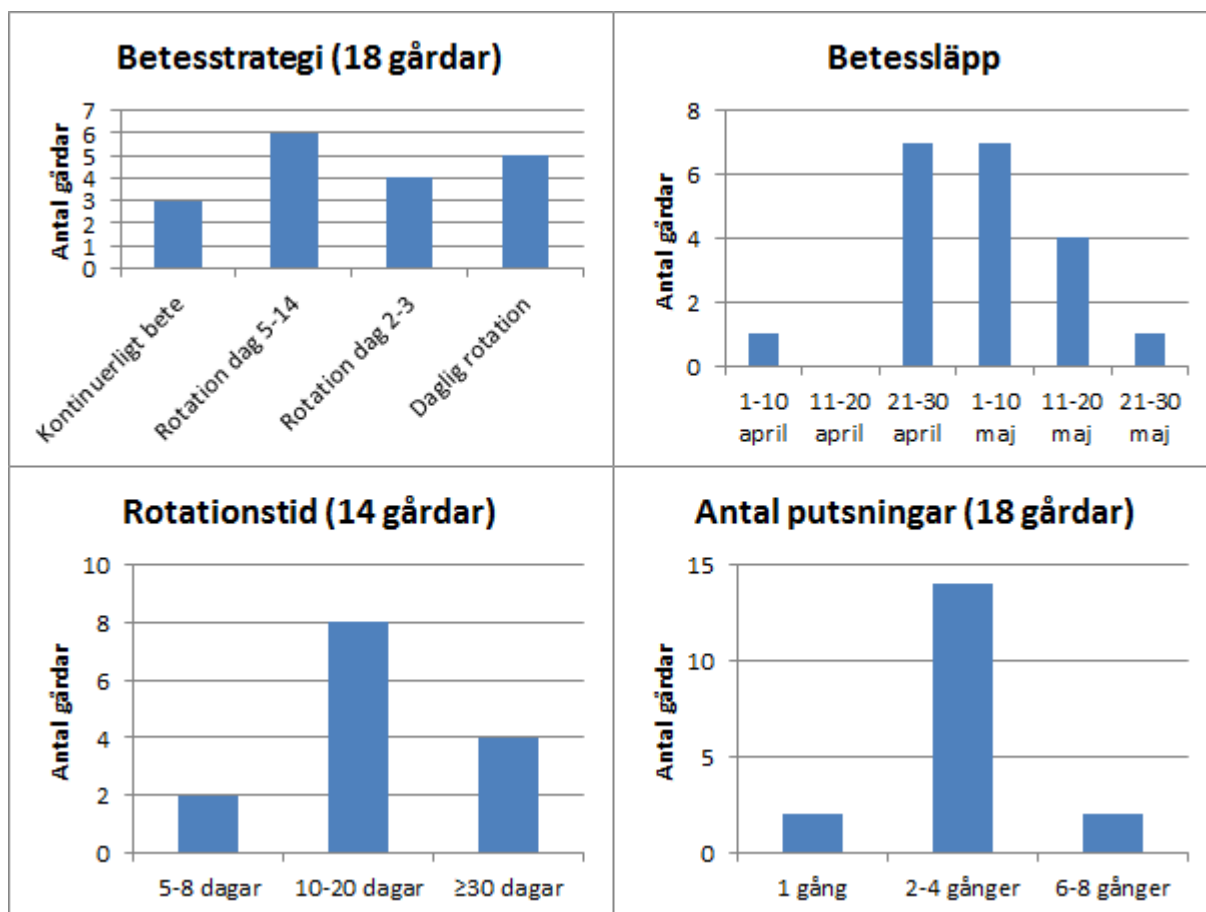 Betesstrategi (18 gårdar)
Antal gårdar
7
6
5
4
3
2
1
0
Kontinuerligt bete
Rotation dag 5-14
Rotation dag 2-3
Daglig rotation
Betessläpp
Antal gårdar
8
6
4
2
0
1-10 april
11-20 april
21-30 april
1-10 maj
11-20 maj
21-30 maj
Rotationstid (14 gårdar)
Antal gårdar
10
8
6
4
2
0
5-8 dagar
10-20 dagar
≥30 dagar
Antal putsningar (18 gårdar)
Antal gårdar
15
10
5
0
1 gång
2-4 gånger
6-8 gånger